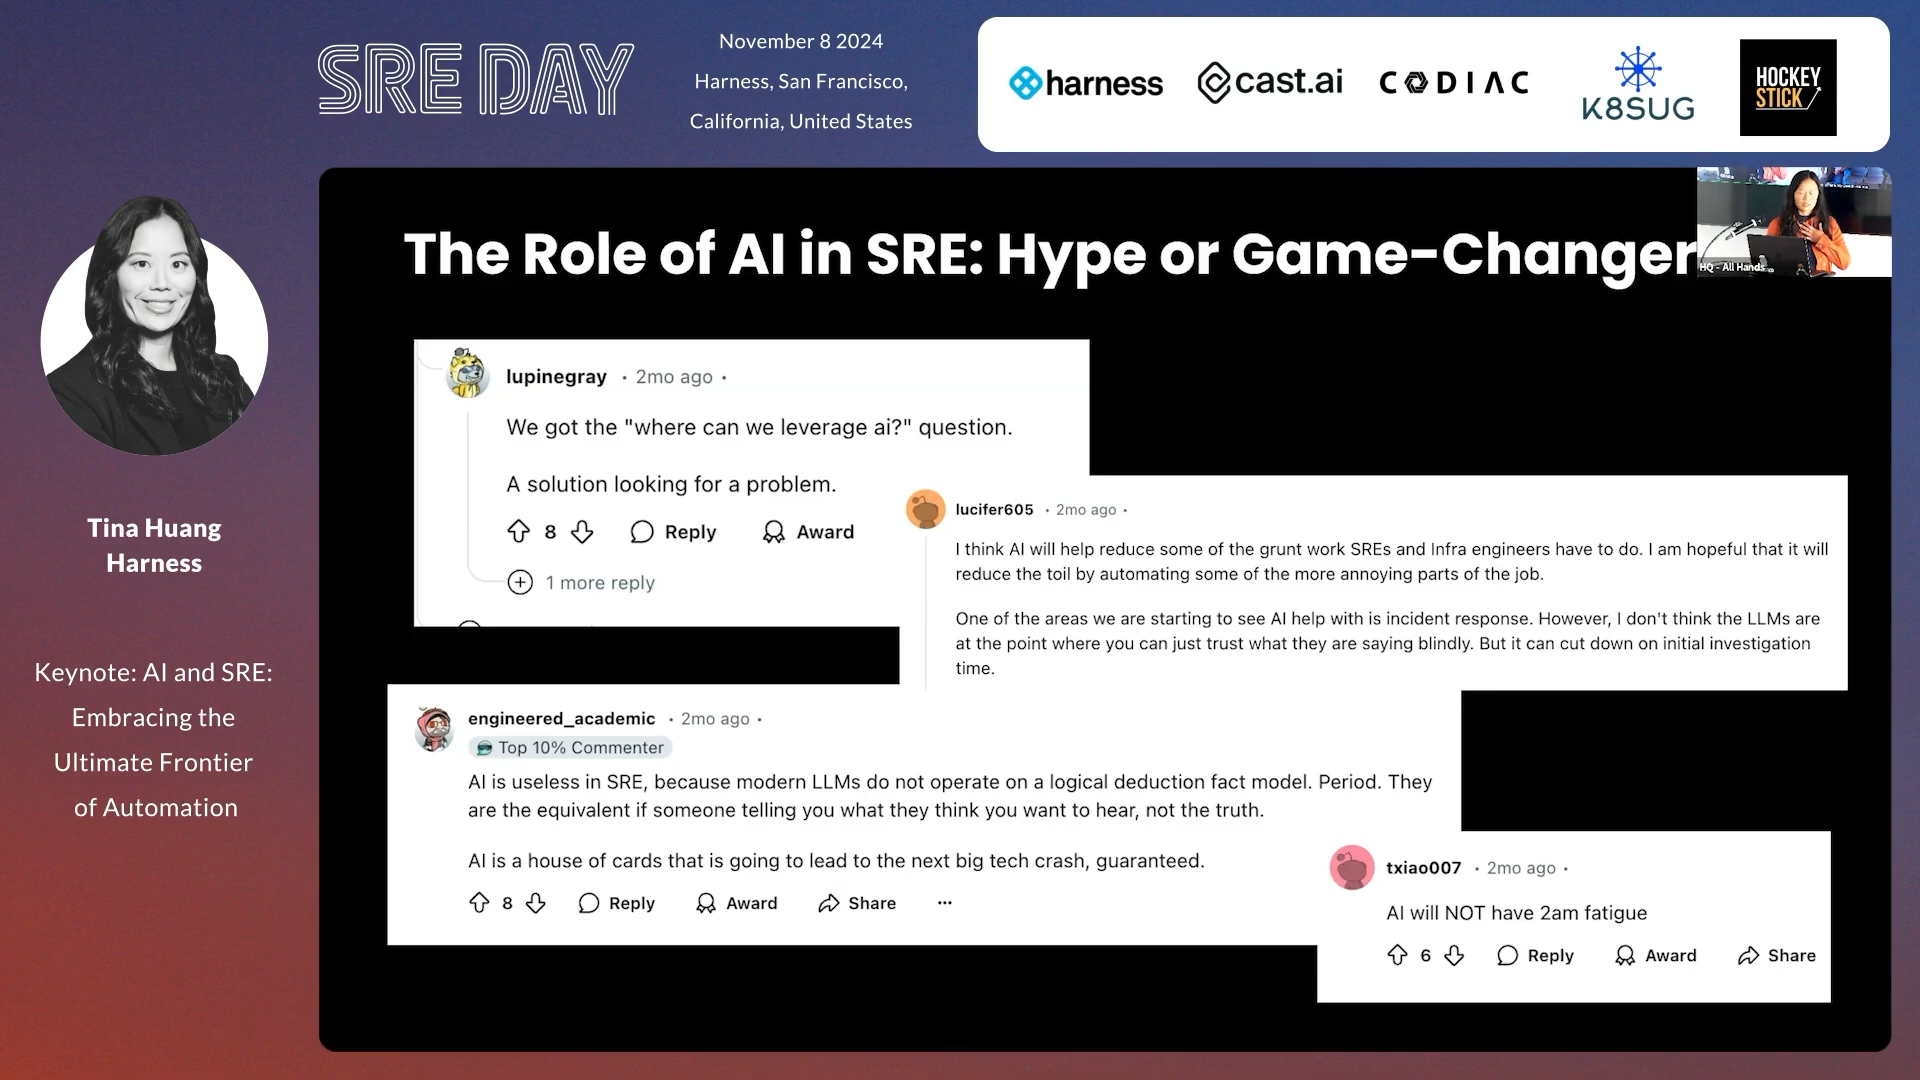 SRE DAY
November 8 2024
Harness, San Francisco,
California, United States
harness
cast.ai
CODIAC
K8SUG
HOCKEY
STICK
Tina Huang
Harness
Keynote: AI and SRE:
Embracing the
Ultimate Frontier
of Automation
The Role of AI in SRE: Hype or Game-Changer
HQ - All Hands
lupinegray • 2mo ago •
We got the "where can we leverage ai?" question.
A solution looking for a problem.
8 Reply Award
1 more reply
lucifer605 • 2mo ago •
I think AI will help reduce some of the grunt work SREs and Infra engineers have to do. I am hopeful that it will
reduce the toil by automating some of the more annoying parts of the job.
One of the areas we are starting to see AI help with is incident response. However, I don't think the LLMs are
at the point where you can just trust what they are saying blindly. But it can cut down on initial investigation
time.
engineered_academic • 2mo ago •
Top 10% Commenter
AI is useless in SRE, because modern LLMs do not operate on a logical deduction fact model. Period. They
are the equivalent if someone telling you what they think you want to hear, not the truth.
AI is a house of cards that is going to lead to the next big tech crash, guaranteed.
8 Reply Award Share ...
txiao007 • 2mo ago •
AI will NOT have 2am fatigue
6 Reply Award Share